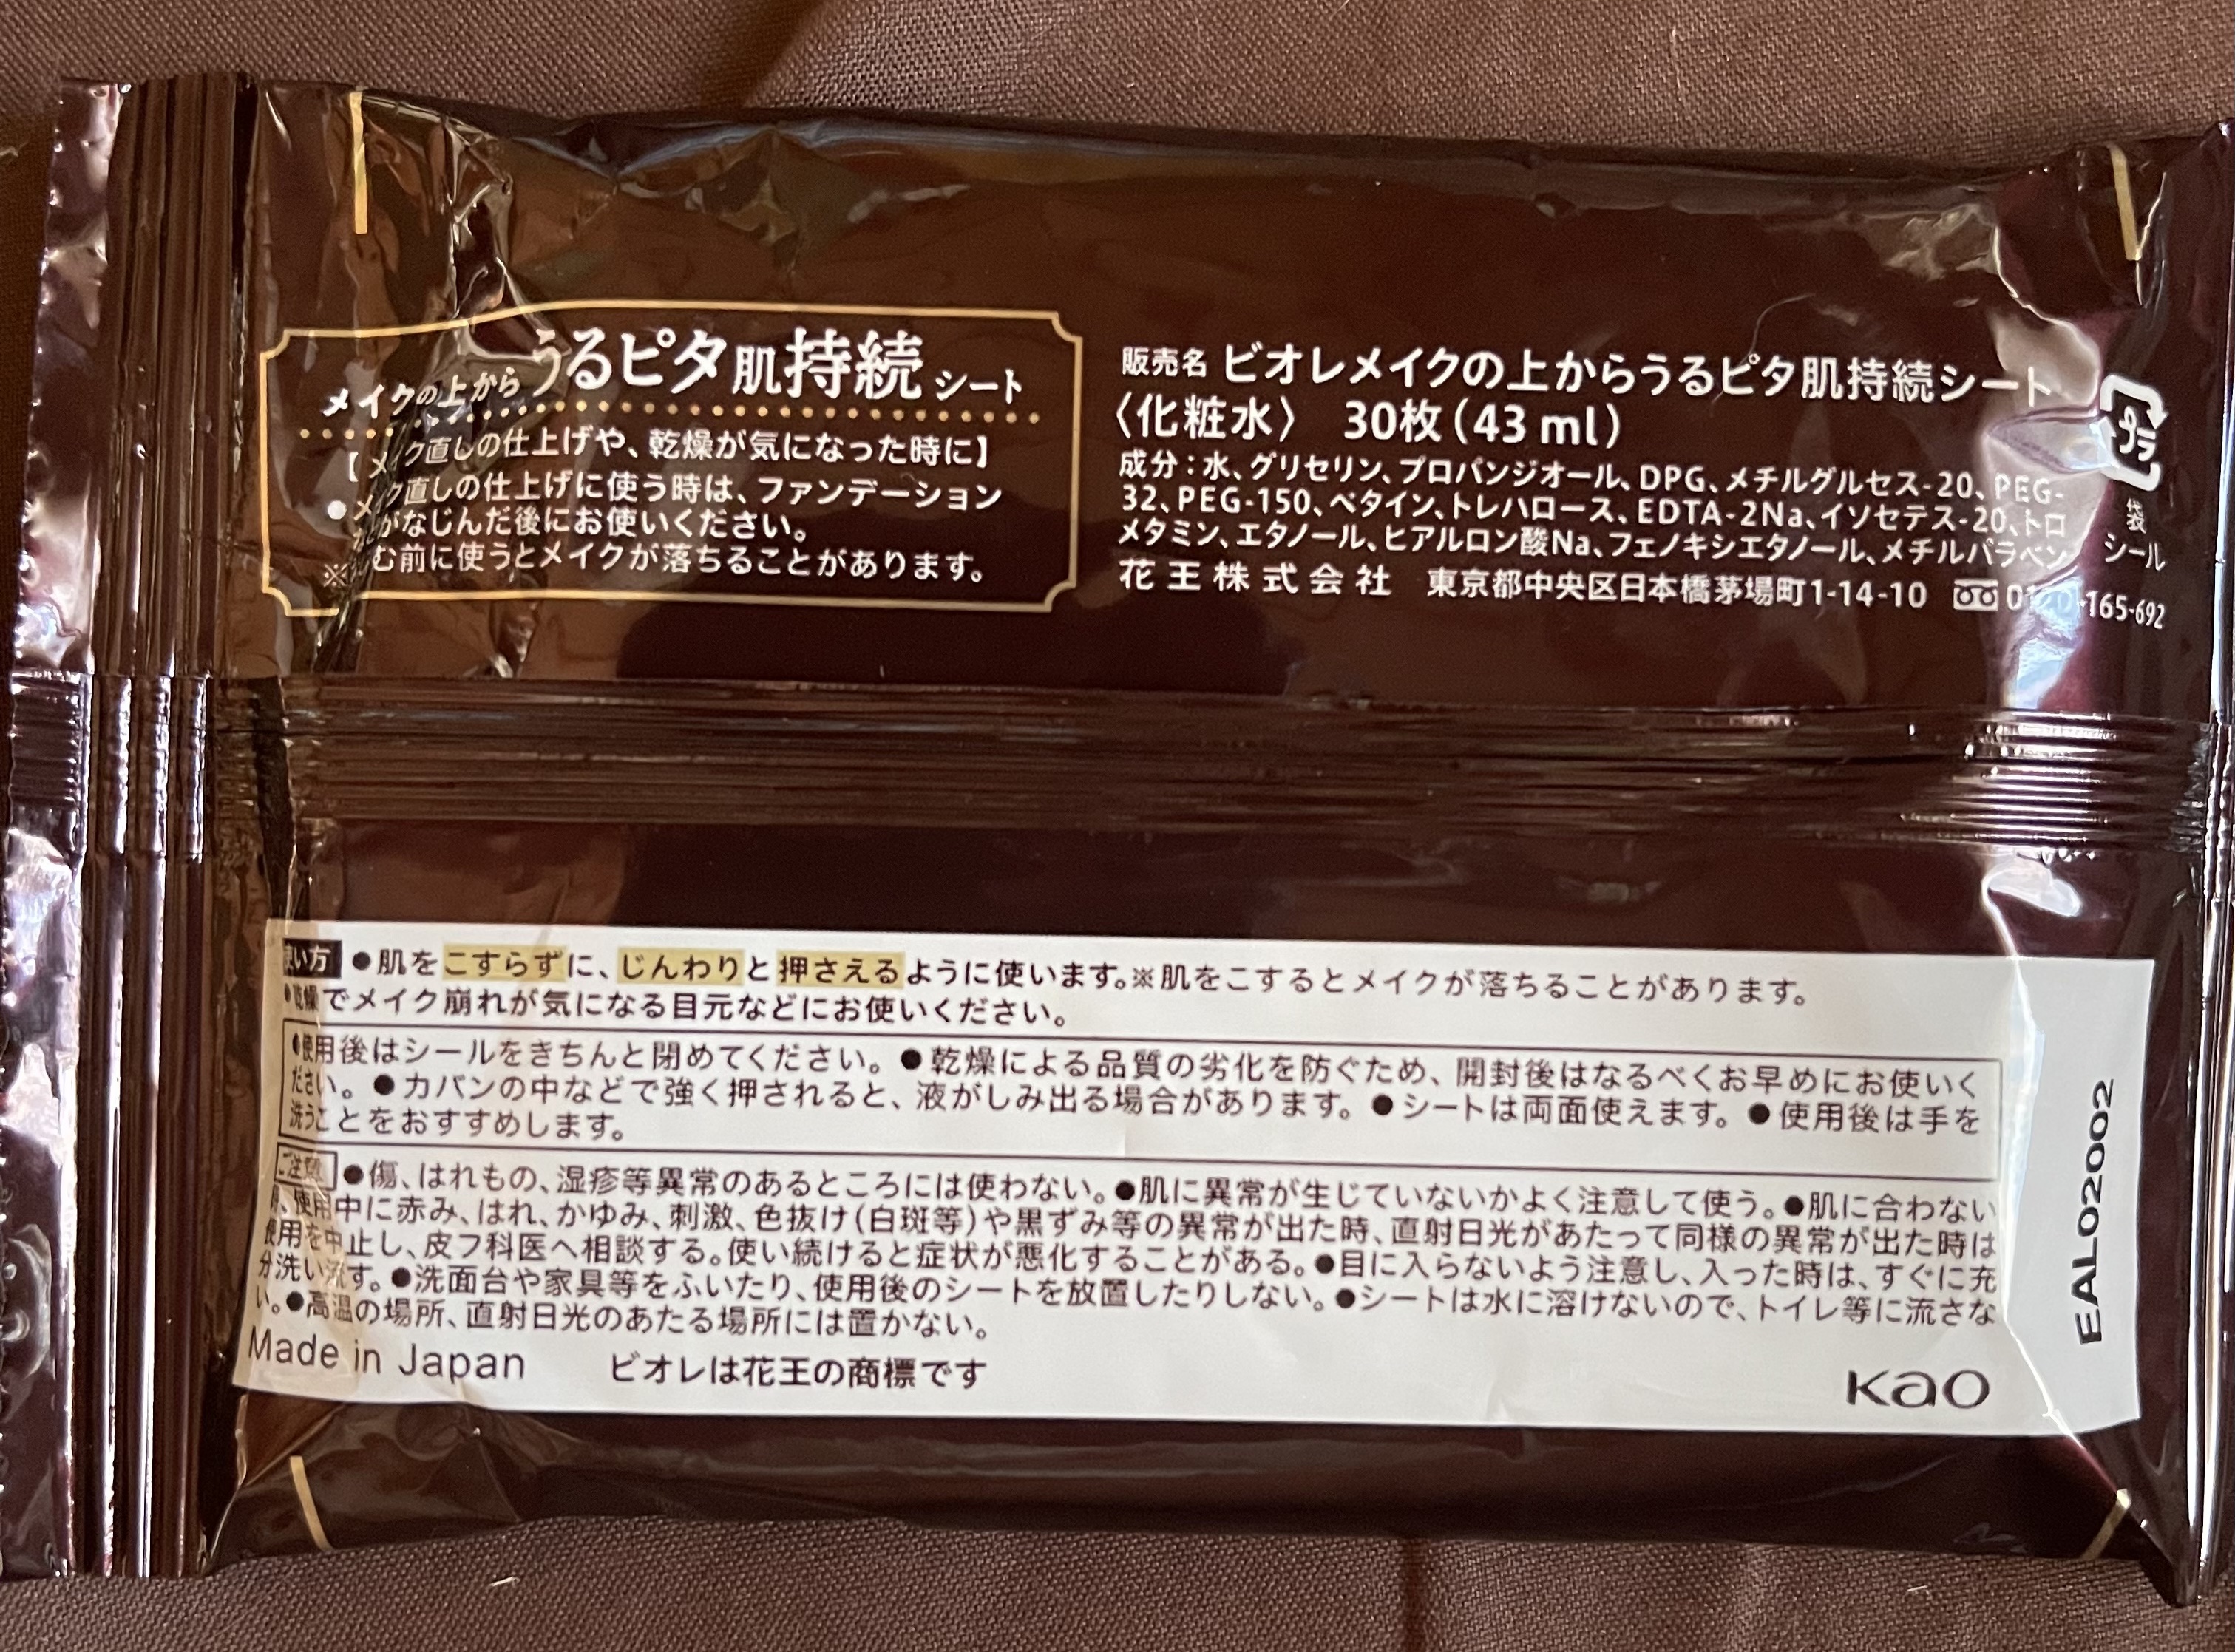 メイクの上から うるピタ肌持続 シート
【メイク直しの仕上げや、乾燥が気になった時に】
●メイク直しの仕上げに使う時は、ファンデーション
がなじんだ後にお使いください。
※ む前に使うとメイクが落ちることがあります。
販売名 ビオレメイクの上からうるピタ肌持続シート
〈化粧水〉 30枚(43 ml)
成分:水、グリセリン、プロパンジオール、DPG、メチルグルセス-20、PEG-
32、PEG-150、ベタイン、トレハロース、EDTA-2Na、イソセテス-20、トロ
メタミン、エタノール、ヒアルロン酸Na、フェノキシエタノール、メチルパラベン
花王株式会社 東京都中央区日本橋茅場町1-14-10 165-692
プラ
袋
シール
使い方 ●肌をこすらずに、じんわりと押さえるように使います。※肌をこするとメイクが落ちることがあります。
●乾燥でメイク崩れが気になる目元などにお使いください。
●使用後はシールをきちんと閉めてください。●乾燥による品質の劣化を防ぐため、開封後はなるべくお早めにお使いく
ださい。●カバンの中などで強く押されると、液がしみ出る場合があります。●シートは両面使えます。●使用後は手を
洗うことをおすすめします。
ご注意 ●傷、はれもの、湿疹等異常のあるところには使わない。●肌に異常が生じていないかよく注意して使う。●肌に合わない
時、使用中に赤み、はれ、かゆみ、刺激、色抜け(白斑等)や黒ずみ等の異常が出た時、直射日光があたって同様の異常が出た時は
使用を中止し、皮フ科医へ相談する。使い続けると症状が悪化することがある。●目に入らないよう注意し、入った時は、すぐに充
分洗い流す。●洗面台や家具等をふいたり、使用後のシートを放置したりしない。●シートは水に溶けないので、トイレ等に流さな
い。●高温の場所、直射日光のあたる場所には置かない。
Made in Japan ビオレは花王の商標です
Kao
EAL02002